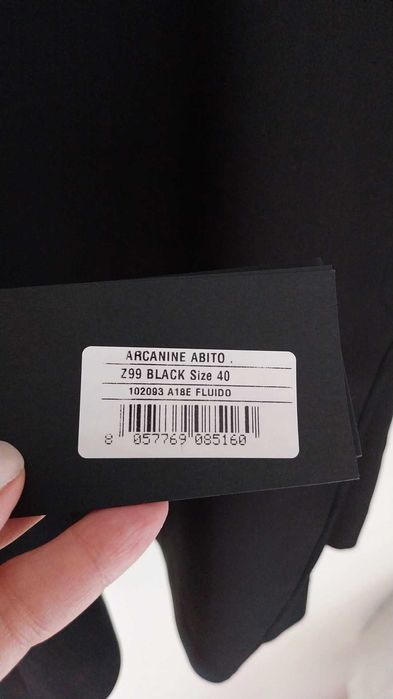 ARCANINE ABITO .
Z99 BLACK Size 40
102093 A18E FLUIDO
8 057769 085160